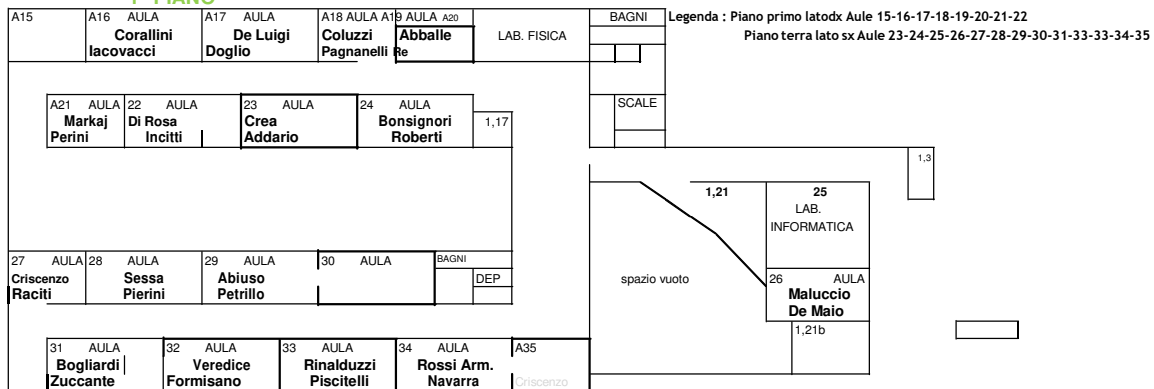 1° PIANO
A15 A16 AULA A17 AULA A18 AULA A19 AULA A20 BAGNI Legenda : Piano primo latodx Aule 15-16-17-18-19-20-21-22
Corallini De Luigi Coluzzi Abballe LAB. FISICA Piano terra lato sx Aule 23-24-25-26-27-28-29-30-31-33-33-34-35
Iacovacci Doglio Pagnanelli Re
A21 AULA 22 AULA 23 AULA 24 AULA SCALE
Markaj Di Rosa Crea Bonsignori 1,17
Perini Incitti Addario Roberti
1,3
1,21 25
LAB.
INFORMATICA
27 AULA 28 AULA 29 AULA 30 AULA BAGNI
Criscenzo Sessa Abiuso DEP spazio vuoto 26 AULA
Raciti Pierini Petrillo Maluccio
De Maio
1,21b
31 AULA 32 AULA 33 AULA 34 AULA A35
Bogliardi Veredice Rinalduzzi Rossi Arm.
Zuccante Formisano Piscitelli Navarra Criscenzo